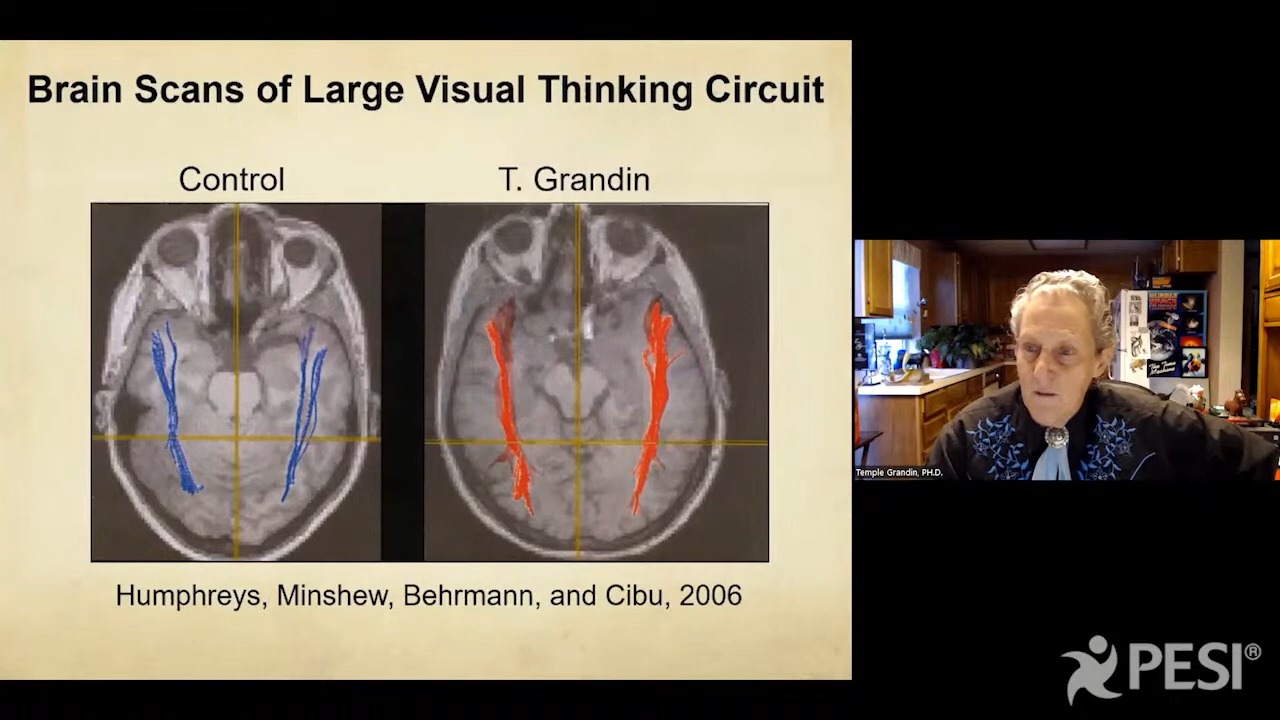 Brain Scans of Large Visual Thinking Circuit
Control
T. Grandin
Humphreys, Minshew, Behrmann, and Cibu, 2006
Temple Grandin, PH.D.
PESI®